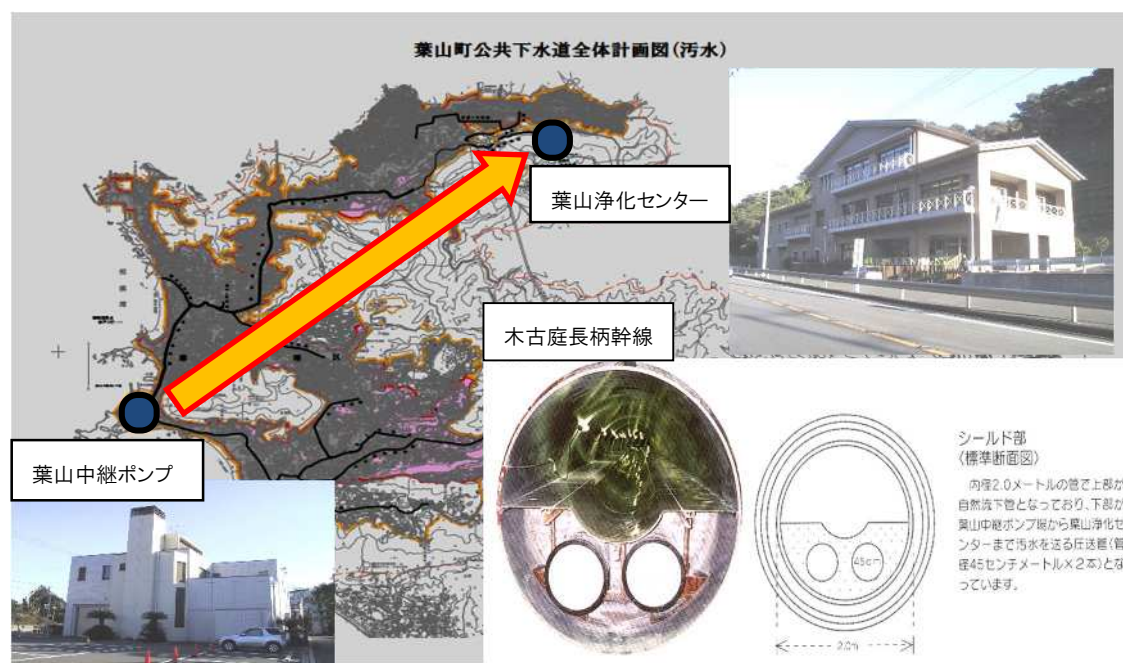 葉山町公共下水道全体計画図(汚水)
葉山浄化センター
木古庭長柄幹線
葉山中継ポンプ
シールド部
(標準断面図)
内径2.0メートルの管で上部が
自然流下管となっており、下部が
葉山中継ポンプ場から葉山浄化セ
ンターまで汚水を送る圧送管(管
径45センチメートル×2本)とな
っています。
45cm
2.0m